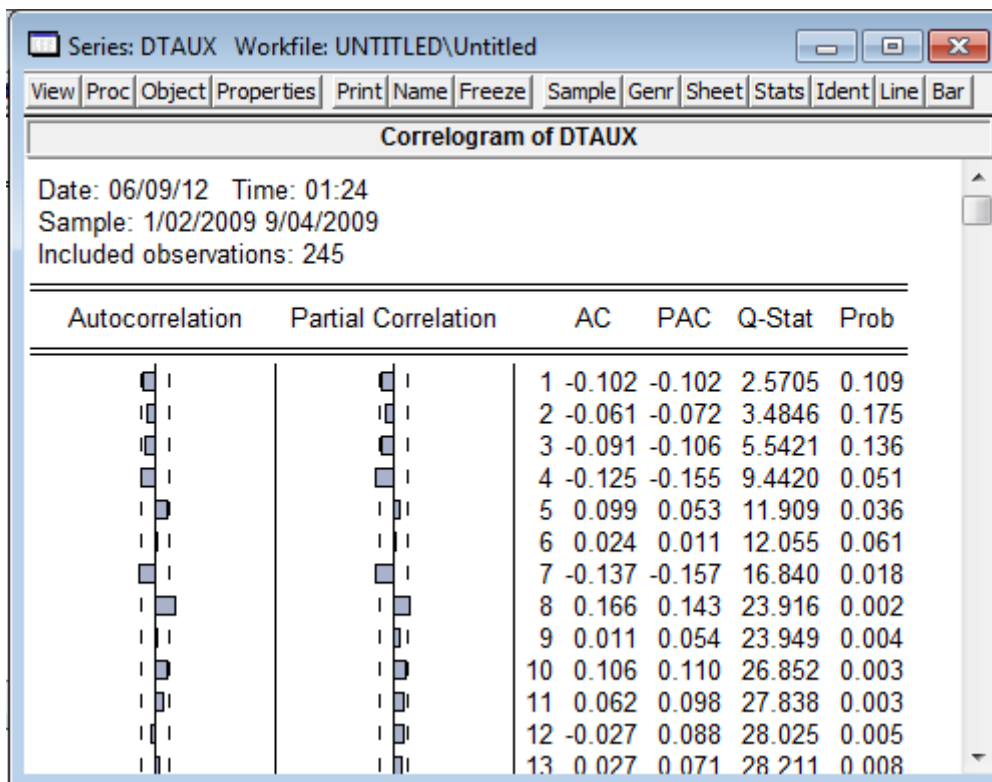 Series: DTAUX Workfile: UNTITLED\Untitled
View Proc Object Properties Print Name Freeze Sample Genr Sheet Stats Ident Line Bar
Correlogram of DTAUX
Date: 06/09/12 Time: 01:24
Sample: 1/02/2009 9/04/2009
Included observations: 245
Autocorrelation Partial Correlation AC PAC Q-Stat Prob
1 -0.102 -0.102 2.5705 0.109
2 -0.061 -0.072 3.4846 0.175
3 -0.091 -0.106 5.5421 0.136
4 -0.125 -0.155 9.4420 0.051
5 0.099 0.053 11.909 0.036
6 0.024 0.011 12.055 0.061
7 -0.137 -0.157 16.840 0.018
8 0.166 0.143 23.916 0.002
9 0.011 0.054 23.949 0.004
10 0.106 0.110 26.852 0.003
11 0.062 0.098 27.838 0.003
12 -0.027 0.088 28.025 0.005
13 0.027 0.071 28.211 0.008